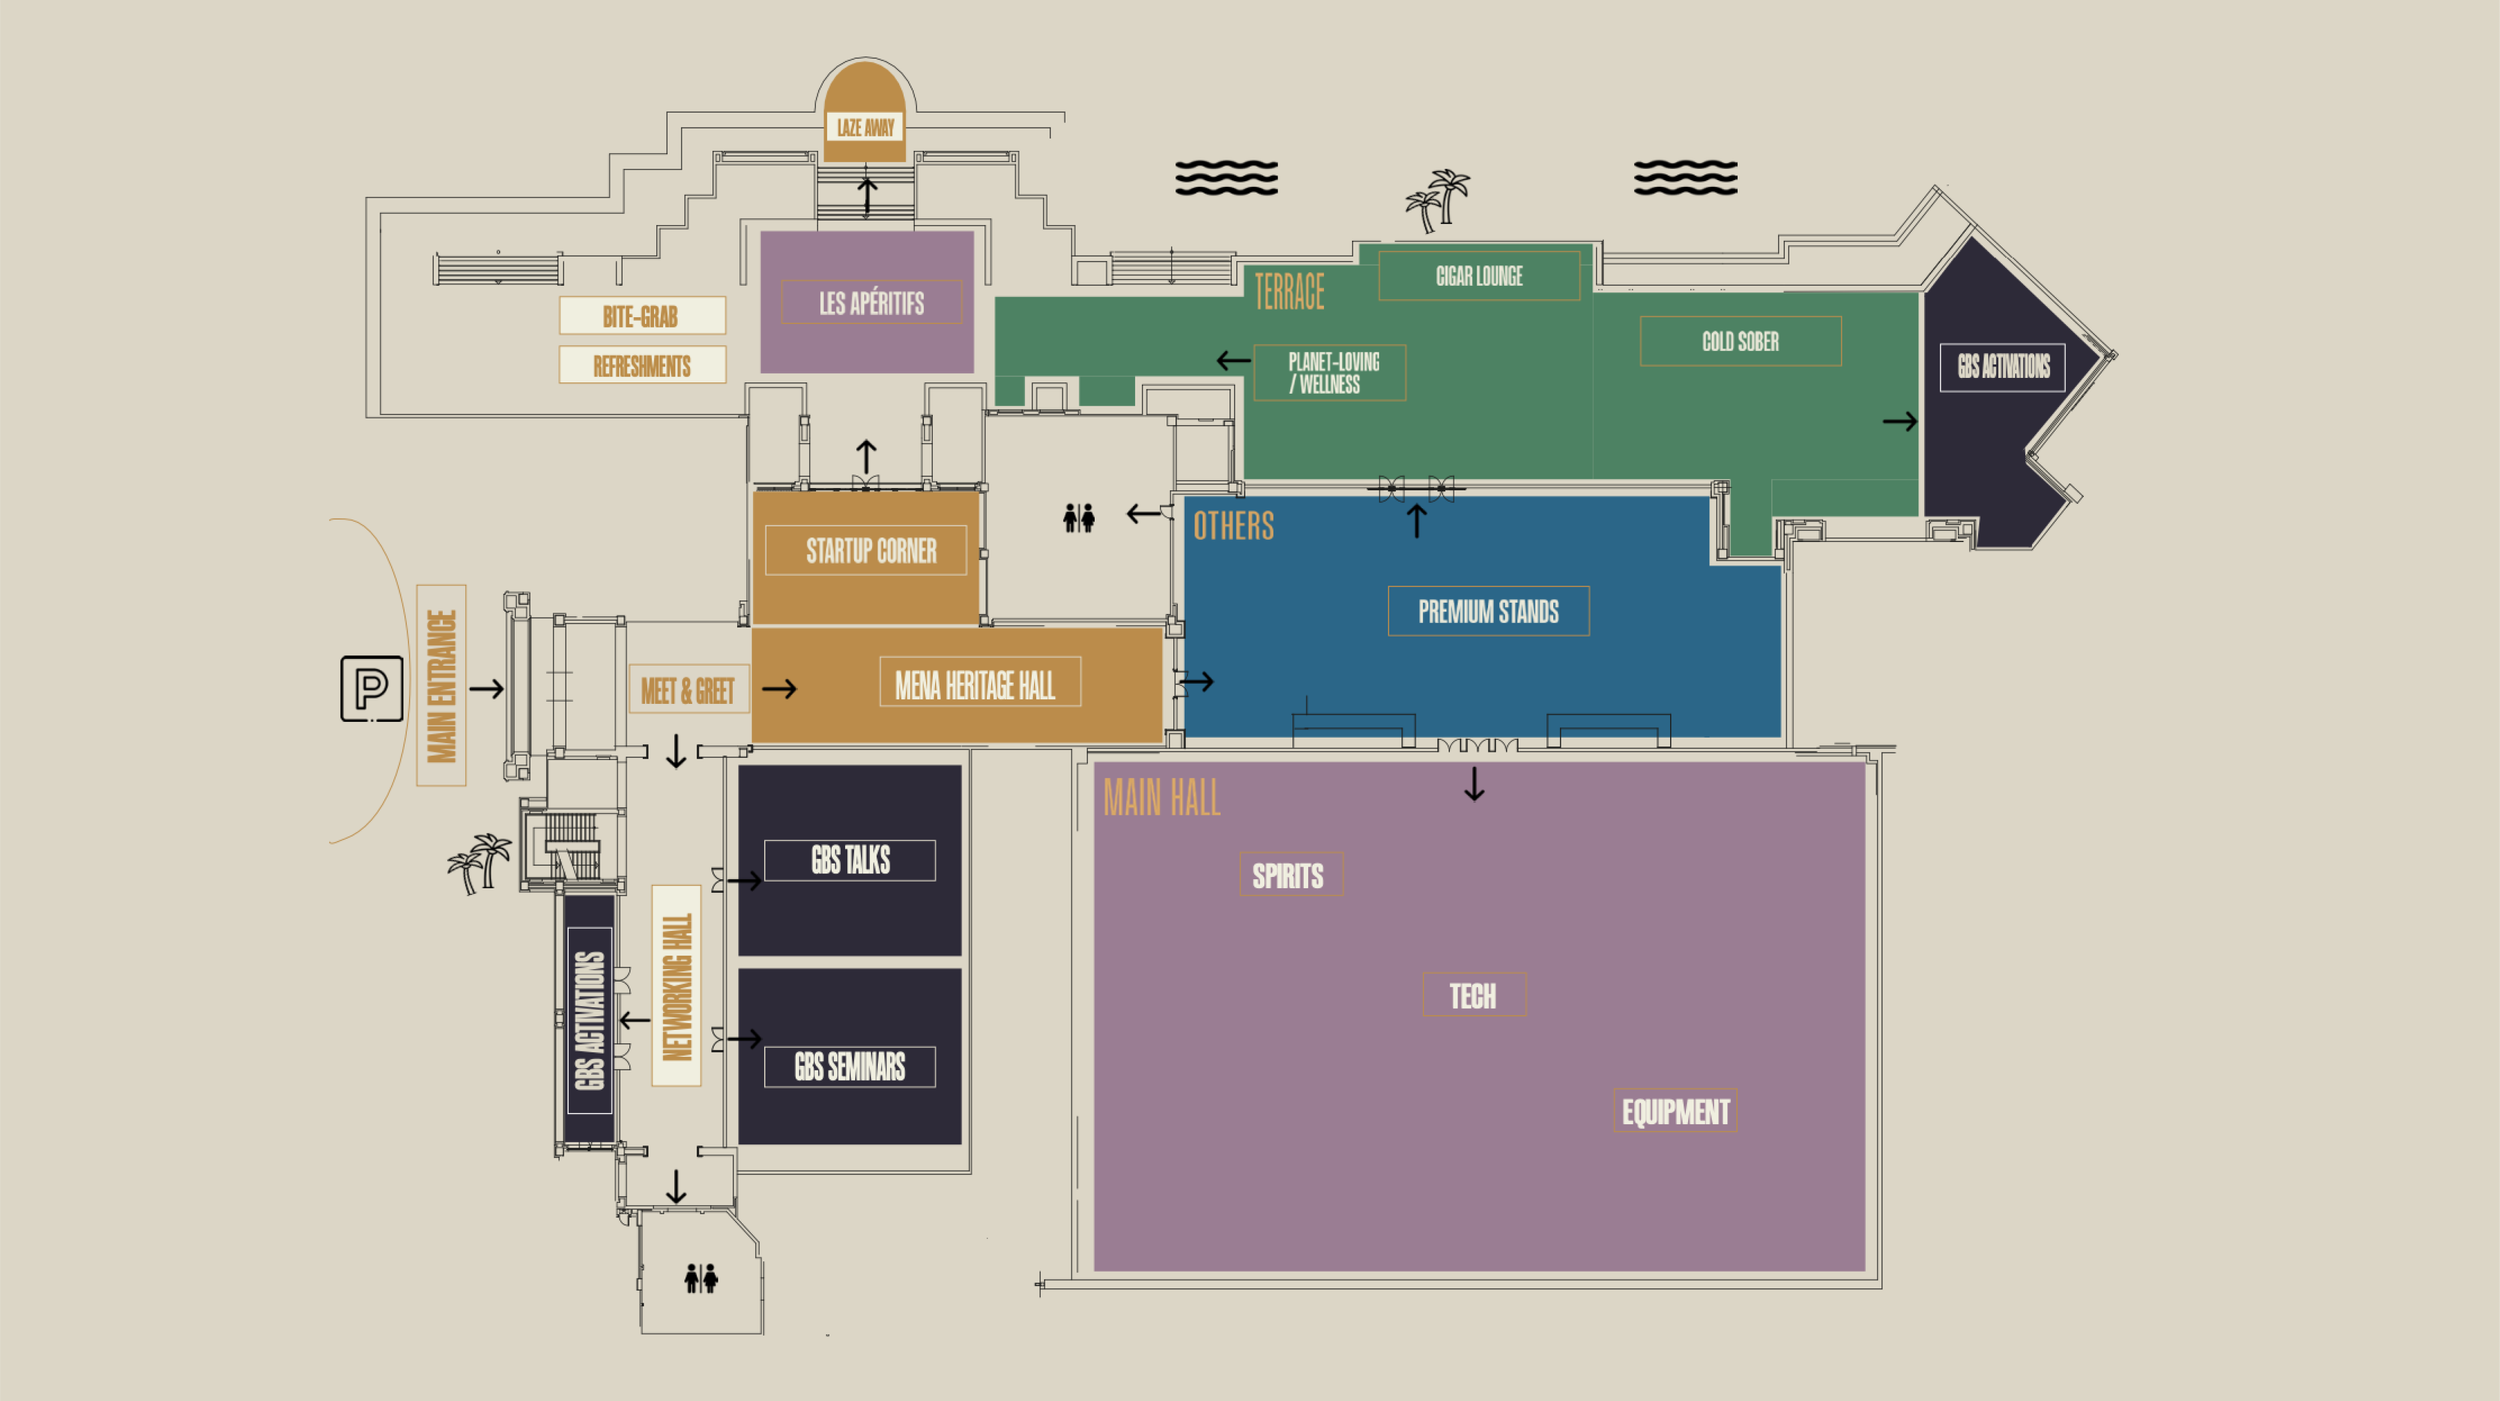 LAZE AWAY
BITE-GRAB
REFRESHMENTS
LES APÉRITIFS
TERRACE
CIGAR LOUNGE
PLANET-LOVING
/ WELLNESS
COLD SOBER
GBS ACTIVATIONS
STARTUP CORNER
OTHERS
PREMIUM STANDS
P
MAIN ENTRANCE
MEET & GREET
MENA HERITAGE HALL
MAIN HALL
GBS TALKS
SPIRITS
NETWORKING HALL
GBS ACTIVATIONS
TECH
GBS SEMINARS
EQUIPMENT